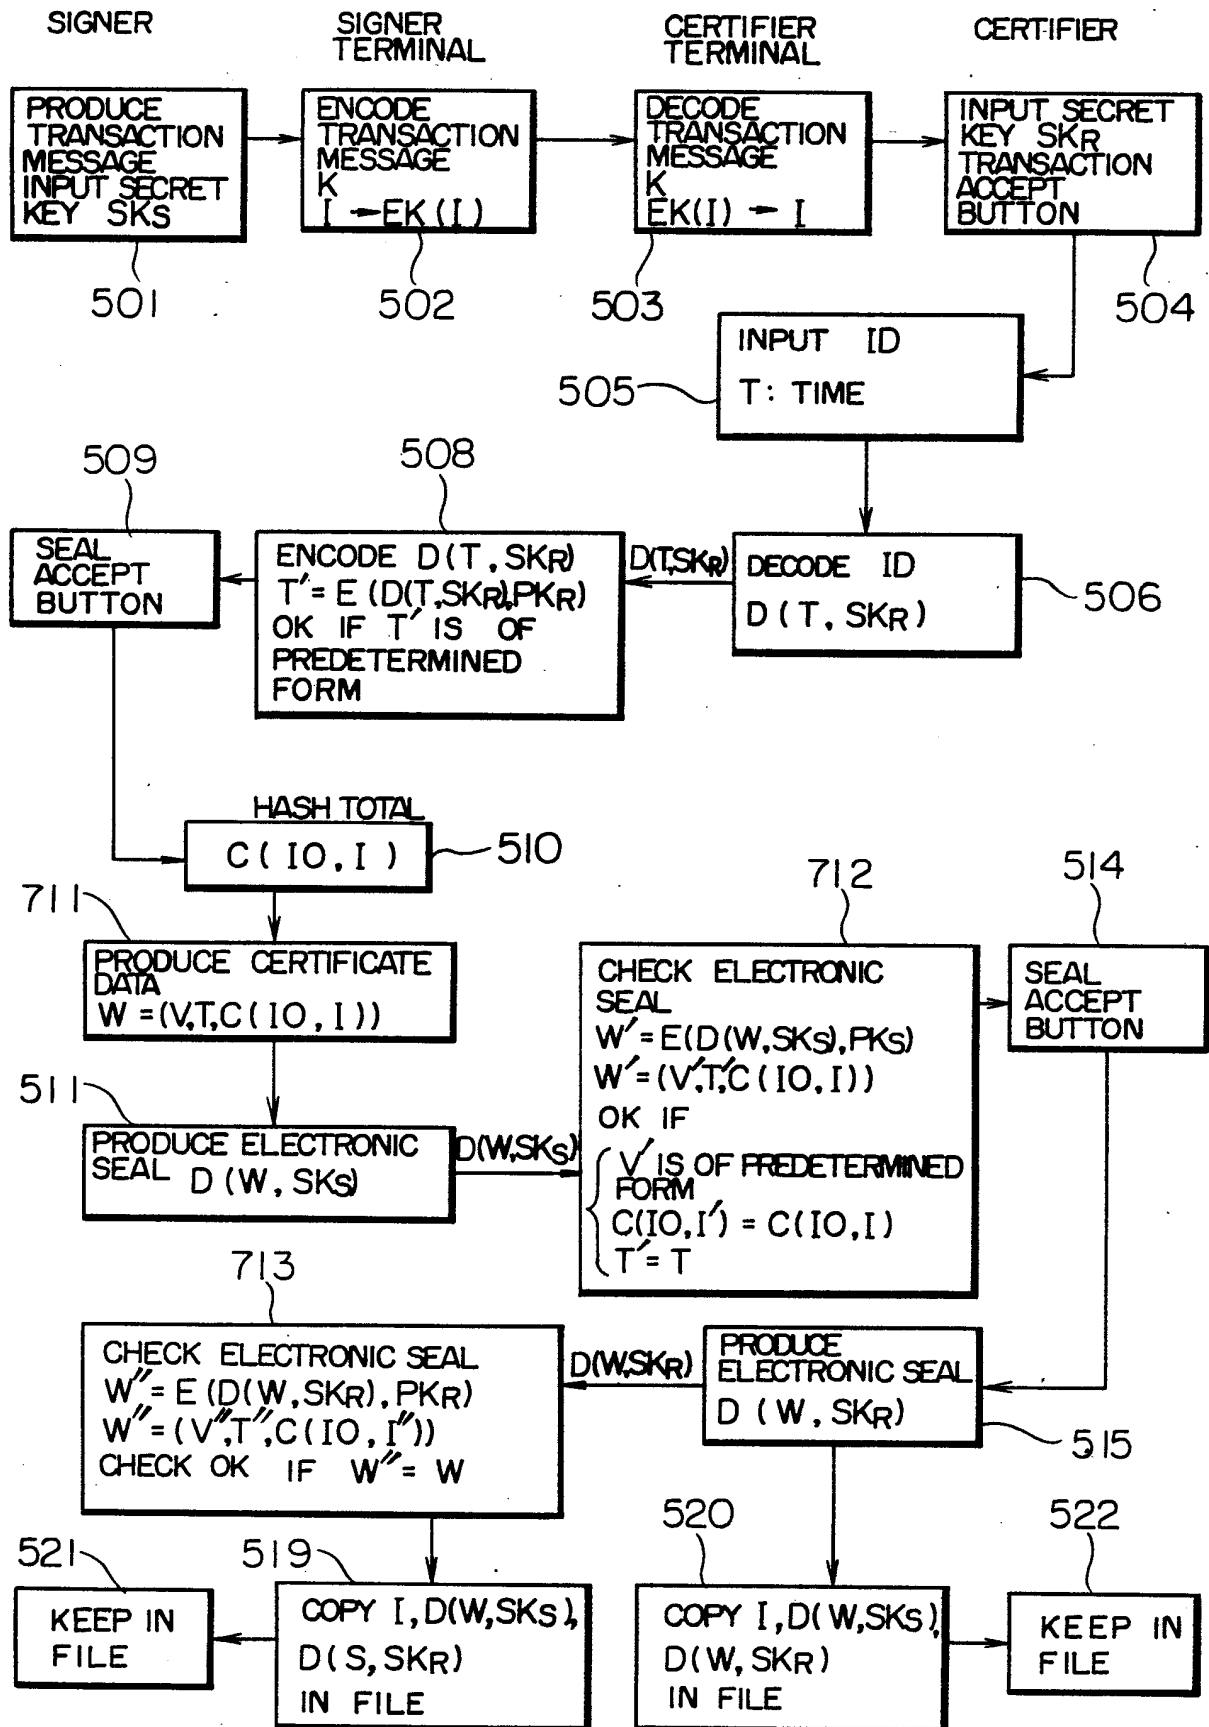 SIGNER
SIGNER
TERMINAL
CERTIFIER
TERMINAL
CERTIFIER
PRODUCE
TRANSACTION
MESSAGE
INPUT SECRET
KEY SKS
501
ENCODE
TRANSACTION
MESSAGE
K
I → EK(I)
502
DECODE
TRANSACTION
MESSAGE
K
EK(I) → I
503
INPUT SECRET
KEY SKR
TRANSACTION
ACCEPT
BUTTON
504
INPUT ID
T: TIME
505
DECODE ID
D(T, SKR)
506
D(T,SKR)
ENCODE D(T, SKR)
T'= E (D(T,SKR),PKR)
OK IF T' IS OF
PREDETERMINED
FORM
508
SEAL
ACCEPT
BUTTON
509
HASH TOTAL
C(IO, I)
510
711
PRODUCE CERTIFICATE
DATA
W =(V,T,C(IO, I))
511
PRODUCE ELECTRONIC
SEAL D(W, SKS)
D(W,SKS)
712
CHECK ELECTRONIC
SEAL
W'=E(D(W,SKS),PKS)
W'=(V',T',C(IO,I))
OK IF
V' IS OF PREDETERMINED
FORM
C(IO,I') = C(IO,I)
T'= T
514
SEAL
ACCEPT
BUTTON
PRODUCE
ELECTRONIC SEAL
D (W, SKR)
515
D(W,SKR)
713
CHECK ELECTRONIC SEAL
W''= E (D(W,SKR), PKR)
W''= (V'',T'',C(IO, I''))
CHECK OK IF W''= W
519
COPY I, D(W,SKS),
D(S, SKR)
IN FILE
521
KEEP IN
FILE
520
COPY I, D(W,SKS),
D(W, SKR)
IN FILE
522
KEEP IN
FILE